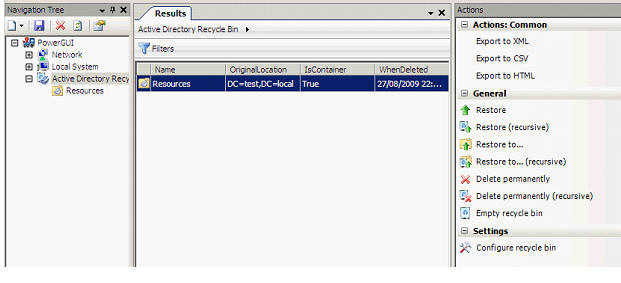 Navigation Tree
PowerGUI
Network
Local System
Active Directory Recy
Resources
Results
Active Directory Recycle Bin
Filters
Name OriginalLocation IsContainer WhenDeleted
Resources DC=test,DC=local True 27/08/2009 22:...
Actions
Actions: Common
Export to XML
Export to CSV
Export to HTML
General
Restore
Restore (recursive)
Restore to...
Restore to... (recursive)
Delete permanently
Delete permanently (recursive)
Empty recycle bin
Settings
Configure recycle bin